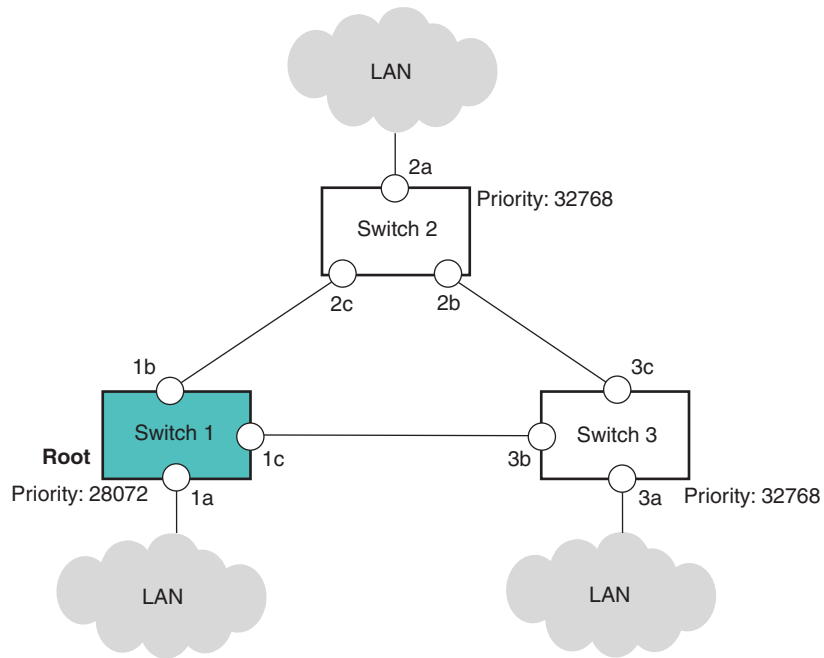 LAN
2a
Priority: 32768
Switch 2
2c
2b
1b
3c
Switch 1
Switch 3
Root
1c
3b
Priority: 28072
1a
3a
Priority: 32768
LAN
LAN